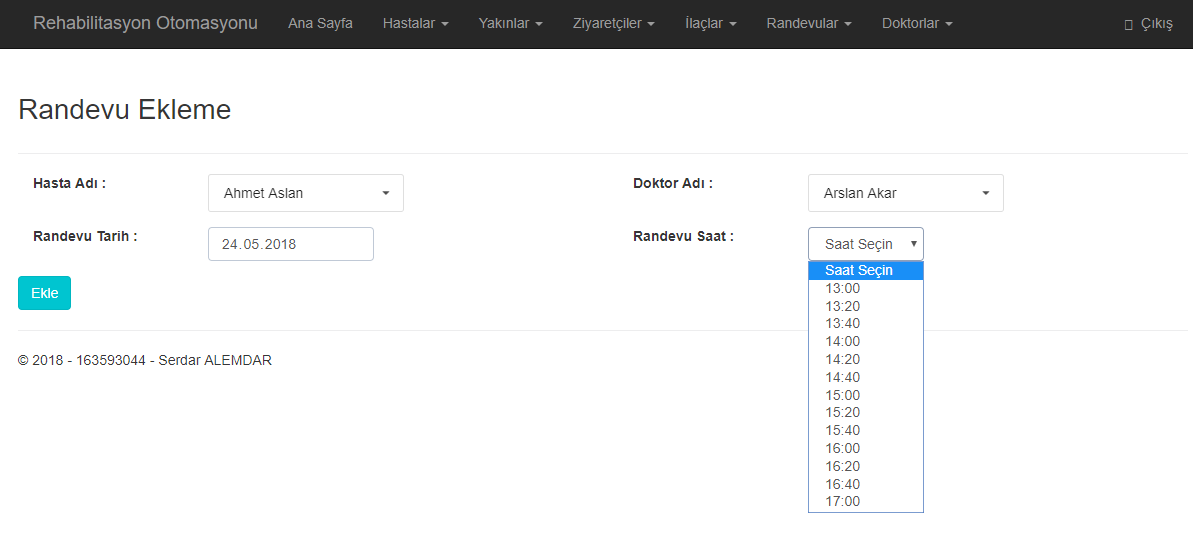 Rehabilitasyon Otomasyonu Ana Sayfa Hastalar Yakınlar Ziyaretçiler İlaçlar Randevular Doktorlar Çıkış
Randevu Ekleme
Hasta Adı : Ahmet Aslan Doktor Adı : Arslan Akar
Randevu Tarih : 24.05.2018 Randevu Saat : Saat Seçin
Saat Seçin
13:00
13:20
13:40
14:00
14:20
14:40
15:00
15:20
15:40
16:00
16:20
16:40
17:00
Ekle
© 2018 - 163593044 - Serdar ALEMDAR